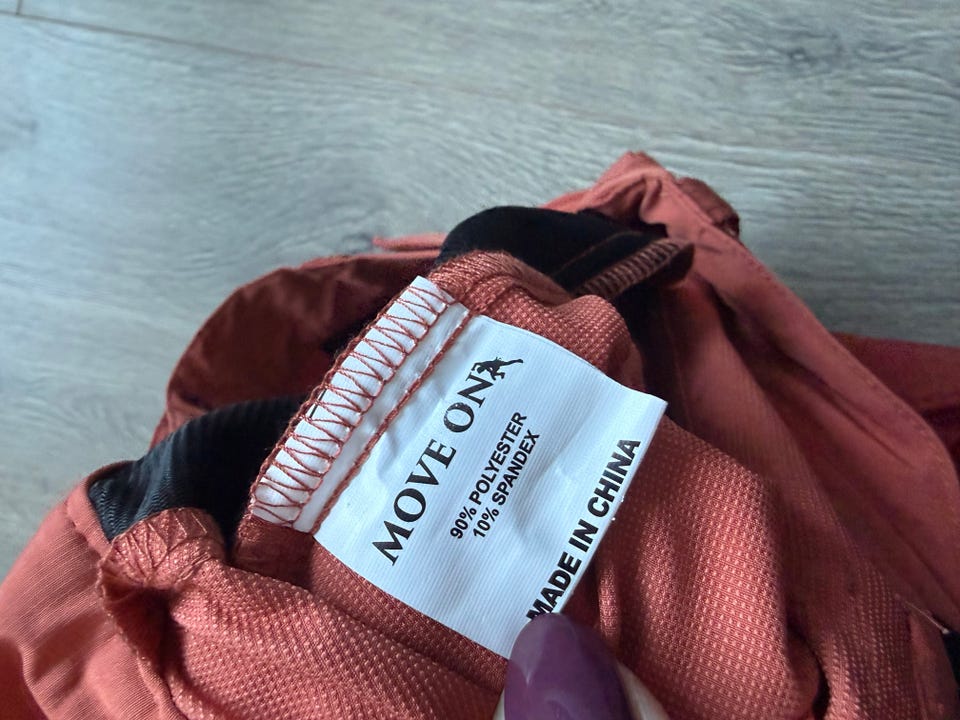 MOVE ON
90% POLYESTER
10% SPANDEX
MADE IN CHINA